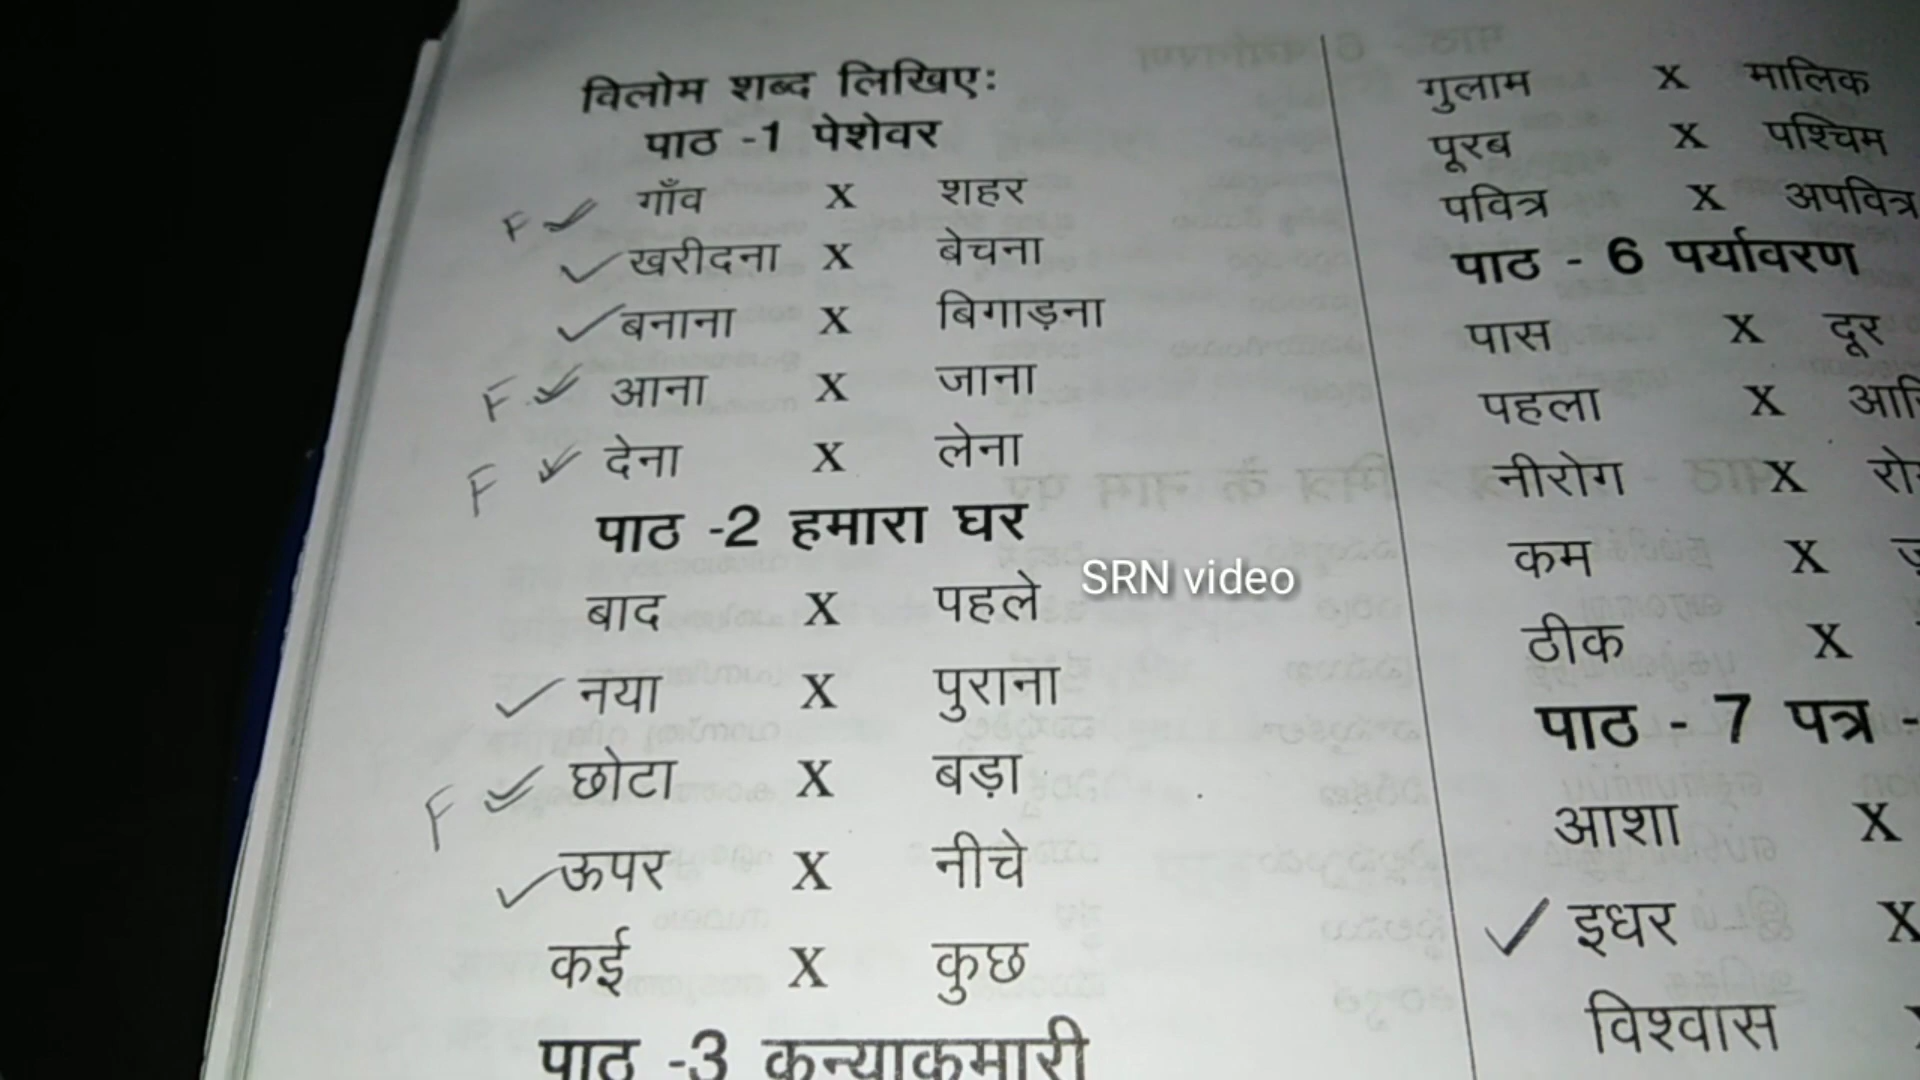 विलोम शब्द लिखिए:
पाठ -1 पेशेवर
F ✓ गाँव X शहर
✓ खरीदना X बेचना
✓ बनाना X बिगाड़ना
F ✓ आना X जाना
F ✓ देना X लेना
पाठ -2 हमारा घर
बाद X पहले
✓ नया X पुराना
F ✓ छोटा X बड़ा
✓ ऊपर X नीचे
कई X कुछ
पाठ -3 कन्याकुमारी
SRN video
गुलाम X मालिक
पूरब X पश्चिम
पवित्र X अपवित्र
पाठ - 6 पर्यावरण
पास X दूर
पहला X
नीरोग X
कम X
ठीक X
पाठ - 7 पत्र -
आशा X
✓ इधर X
विश्वास